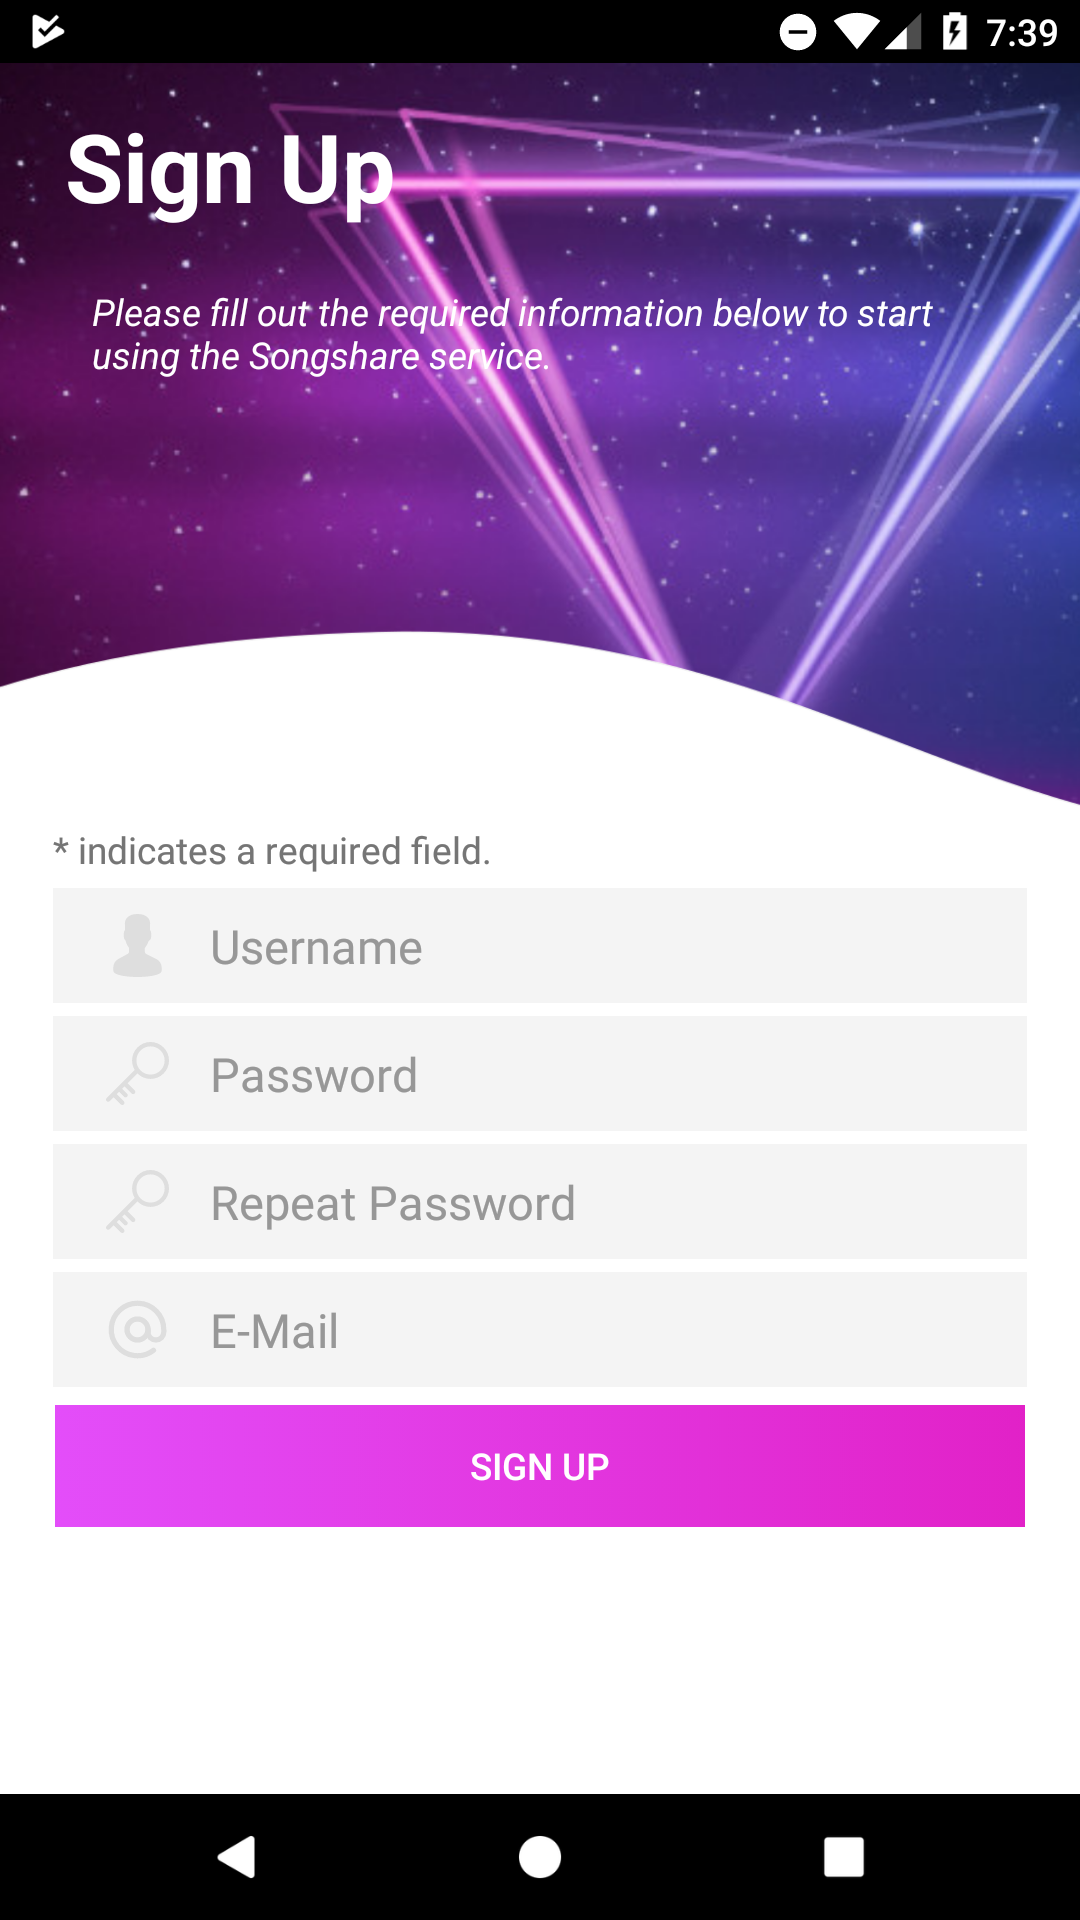 7:39
Sign Up
Please fill out the required information below to start
using the Songshare service.
* indicates a required field.
Username
Password
Repeat Password
E-Mail
SIGN UP